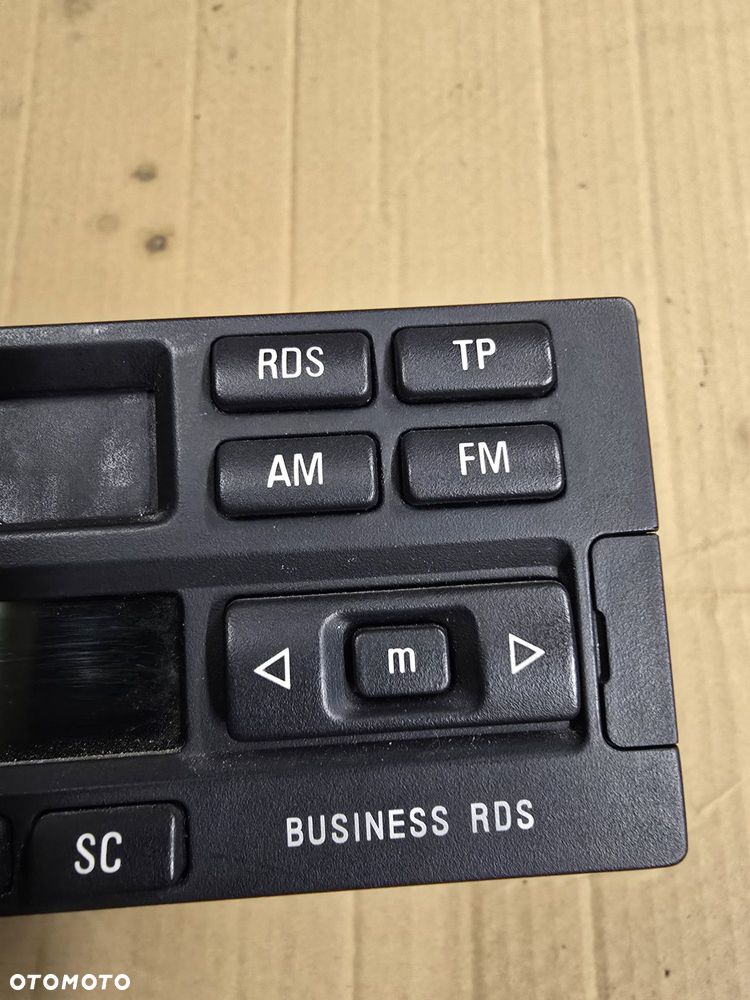 RDS TP
AM FM
m
SC
BUSINESS RDS
OTOMOTO